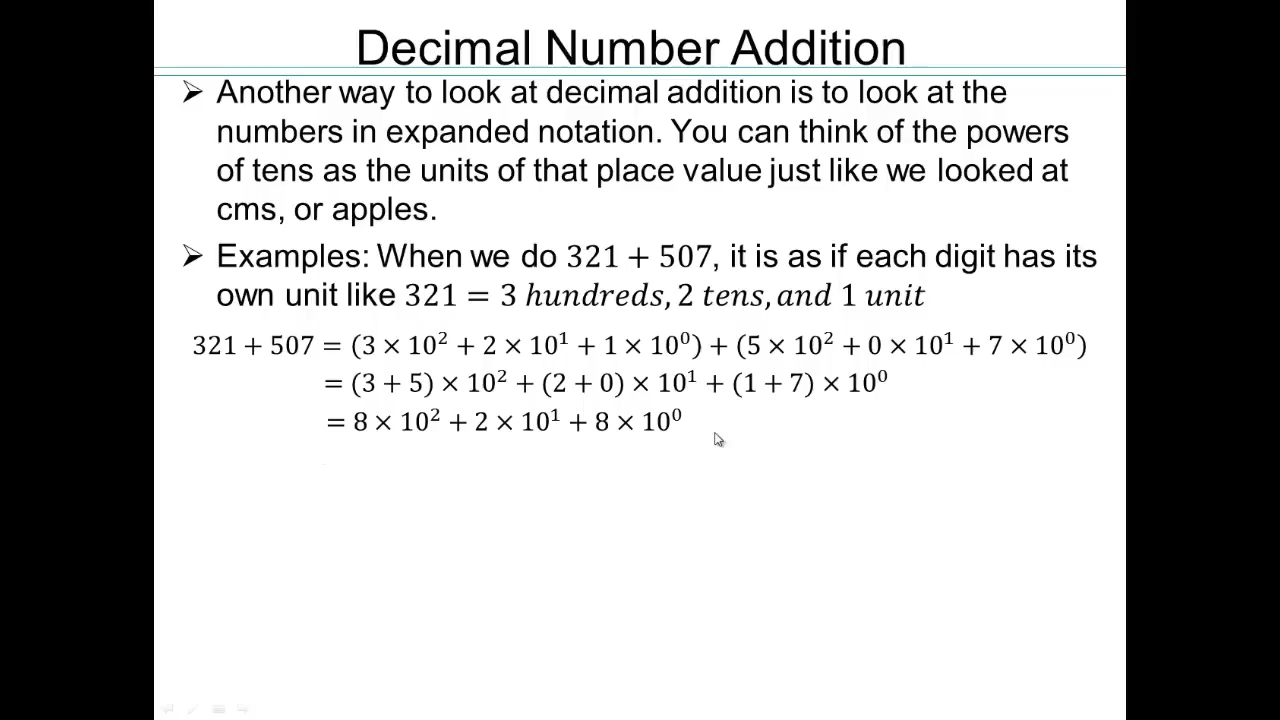 Decimal Number Addition
➢ Another way to look at decimal addition is to look at the
numbers in expanded notation. You can think of the powers
of tens as the units of that place value just like we looked at
cms, or apples.
➢ Examples: When we do 321 + 507, it is as if each digit has its
own unit like 321 = 3 hundreds, 2 tens, and 1 unit
321 + 507 = (3 × 10² + 2 × 10¹ + 1 × 10⁰) + (5 × 10² + 0 × 10¹ + 7 × 10⁰)
= (3 + 5) × 10² + (2 + 0) × 10¹ + (1 + 7) × 10⁰
= 8 × 10² + 2 × 10¹ + 8 × 10⁰